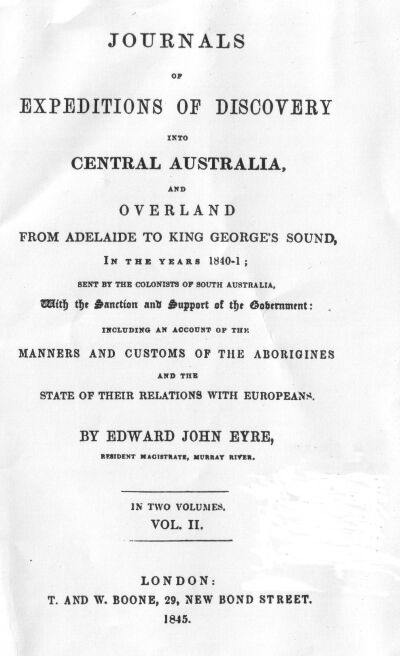 JOURNALS
OF
EXPEDITIONS OF DISCOVERY
INTO
CENTRAL AUSTRALIA,
AND
OVERLAND
FROM ADELAIDE TO KING GEORGE'S SOUND,
IN THE YEARS 1840-1;
SENT BY THE COLONISTS OF SOUTH AUSTRALIA,
With the Sanction and Support of the Government:
INCLUDING AN ACCOUNT OF THE
MANNERS AND CUSTOMS OF THE ABORIGINES
AND THE
STATE OF THEIR RELATIONS WITH EUROPEANS.
BY EDWARD JOHN EYRE,
RESIDENT MAGISTRATE, MURRAY RIVER.
IN TWO VOLUMES.
VOL. II.
LONDON:
T. AND W. BOONE, 29, NEW BOND STREET.
1845.